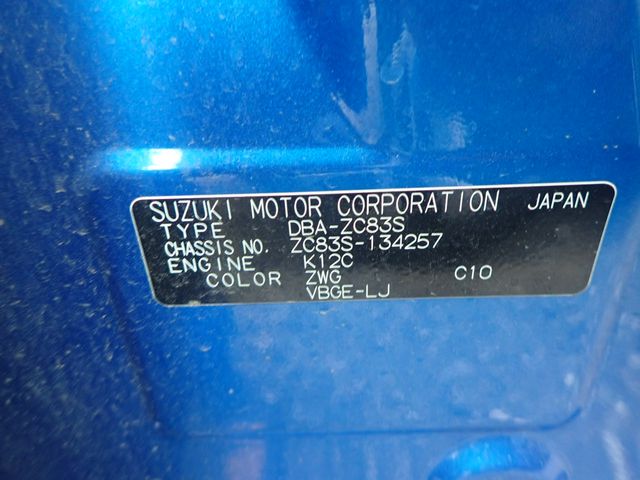 SUZUKI MOTOR CORPORATION JAPAN
TYPE DBA-ZC83S
CHASSIS NO. ZC83S-134257
ENGINE K12C
COLOR ZWG C10
VBGE-LJ